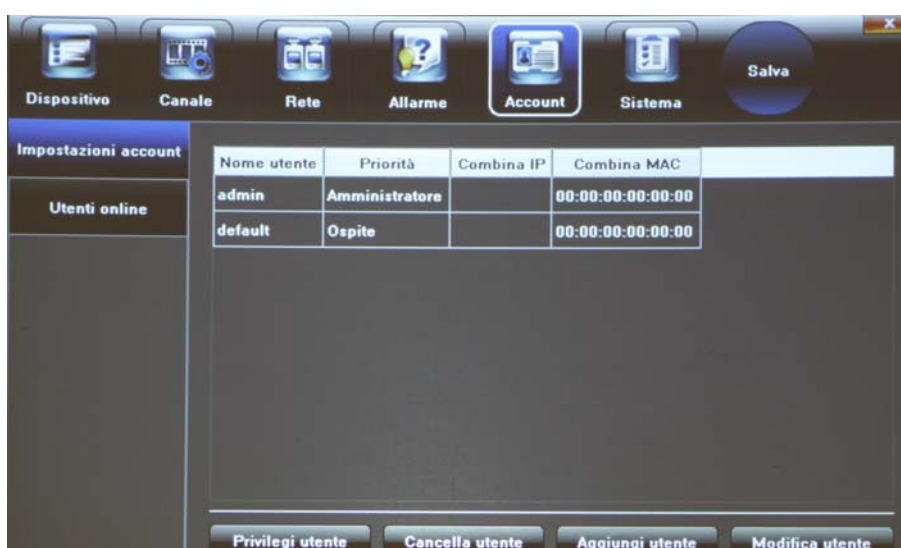 x
Dispositivo Canale Rete Allarme Account Sistema Salva
Impostazioni account
Utenti online
Nome utente Priorità Combina IP Combina MAC
admin Amministratore 00:00:00:00:00:00
default Ospite 00:00:00:00:00:00
Privilegi utente Cancella utente Aggiungi utente Modifica utente